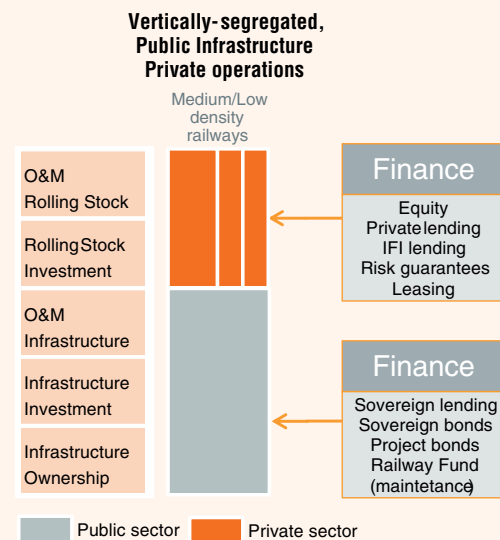 Vertically-segregated,
Public Infrastructure
Private operations
Medium/Low
density
railways
O&M
Rolling Stock
Rolling Stock
Investment
O&M
Infrastructure
Infrastructure
Investment
Infrastructure
Ownership
Finance
Equity
Private lending
IFI lending
Risk guarantees
Leasing
Finance
Sovereign lending
Sovereign bonds
Project bonds
Railway Fund
(maintetance)
Public sector
Private sector